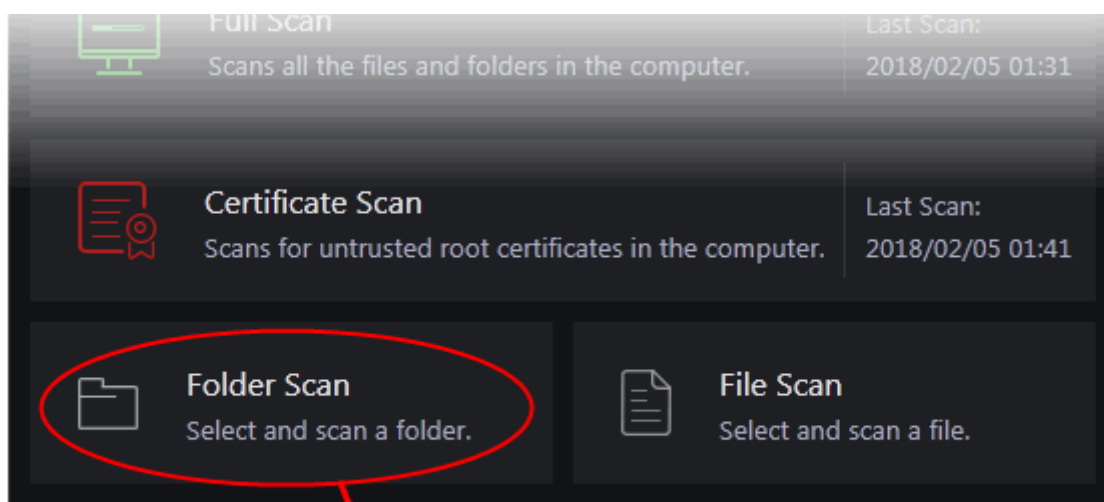 Full Scan
Last Scan:
Scans all the files and folders in the computer.
2018/02/05 01:31
Certificate Scan
Last Scan:
Scans for untrusted root certificates in the computer.
2018/02/05 01:41
Folder Scan
File Scan
Select and scan a folder.
Select and scan a file.